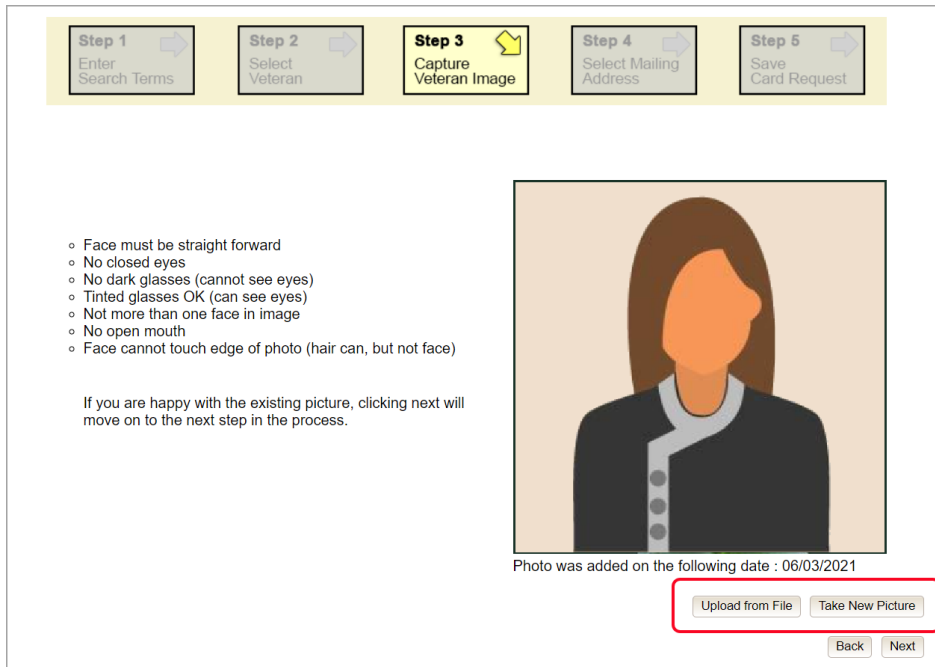 Step 1
Enter
Search Terms
Step 2
Select
Veteran
Step 3
Capture
Veteran Image
Step 4
Select Mailing
Address
Step 5
Save
Card Request
Face must be straight forward
No closed eyes
No dark glasses (cannot see eyes)
Tinted glasses OK (can see eyes)
Not more than one face in image
No open mouth
Face cannot touch edge of photo (hair can, but not face)
If you are happy with the existing picture, clicking next will
move on to the next step in the process.
Photo was added on the following date : 06/03/2021
Upload from File
Take New Picture
Back
Next